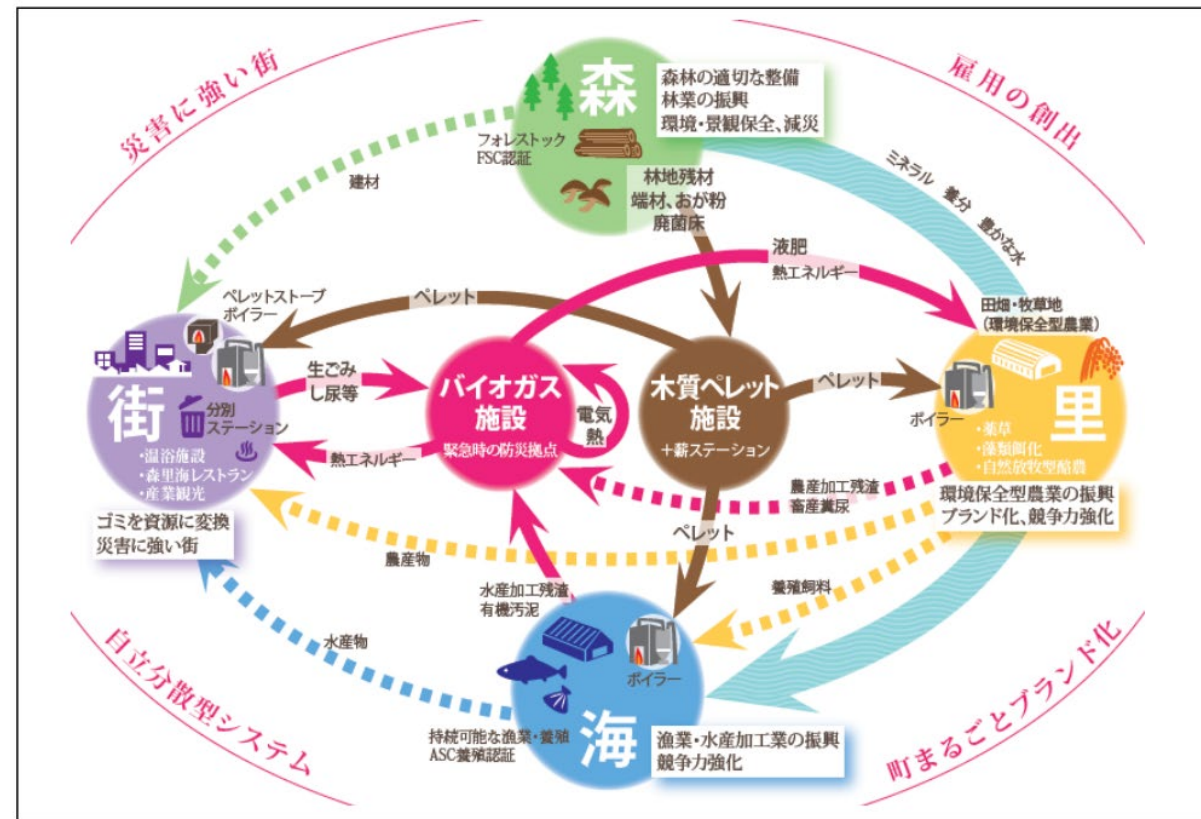 災害に強い街
雇用の創出
森
森林の適切な整備
林業の振興
環境・景観保全、減災
フォレストック
FSC認証
建材
林地残材
端材、おが粉
廃菌床
ミネラル 養分 豊かな水
液肥
熱エネルギー
ペレットストーブ
ボイラー
ペレット
田畑・牧草地
(環境保全型農業)
生ごみ
し尿等
バイオガス
施設
緊急時の防災拠点
電気
熱
木質ペレット
施設
+薪ステーション
ペレット
ボイラー
里
・薬草
・藻類餌化
・自然放牧型酪農
街
分別
ステーション
・温浴施設
・森里海レストラン
・産業観光
熱エネルギー
農産加工残渣
畜産糞尿
環境保全型農業の振興
ブランド化、競争力強化
ゴミを資源に変換
災害に強い街
農産物
ペレット
水産加工残渣
有機汚泥
養殖飼料
水産物
ボイラー
海
持続可能な漁業・養殖
ASC養殖認証
漁業・水産加工業の振興
競争力強化
自立分散型システム
町まるごとブランド化